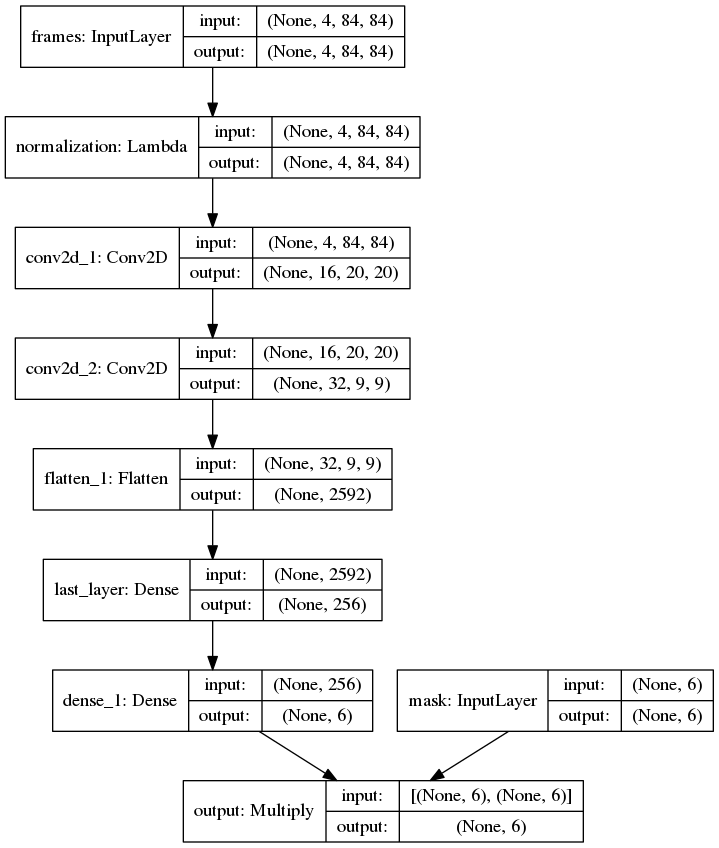 frames: InputLayer
input: (None, 4, 84, 84)
output: (None, 4, 84, 84)
normalization: Lambda
input: (None, 4, 84, 84)
output: (None, 4, 84, 84)
conv2d_1: Conv2D
input: (None, 4, 84, 84)
output: (None, 16, 20, 20)
conv2d_2: Conv2D
input: (None, 16, 20, 20)
output: (None, 32, 9, 9)
flatten_1: Flatten
input: (None, 32, 9, 9)
output: (None, 2592)
last_layer: Dense
input: (None, 2592)
output: (None, 256)
dense_1: Dense
input: (None, 256)
output: (None, 6)
mask: InputLayer
input: (None, 6)
output: (None, 6)
output: Multiply
input: [(None, 6), (None, 6)]
output: (None, 6)